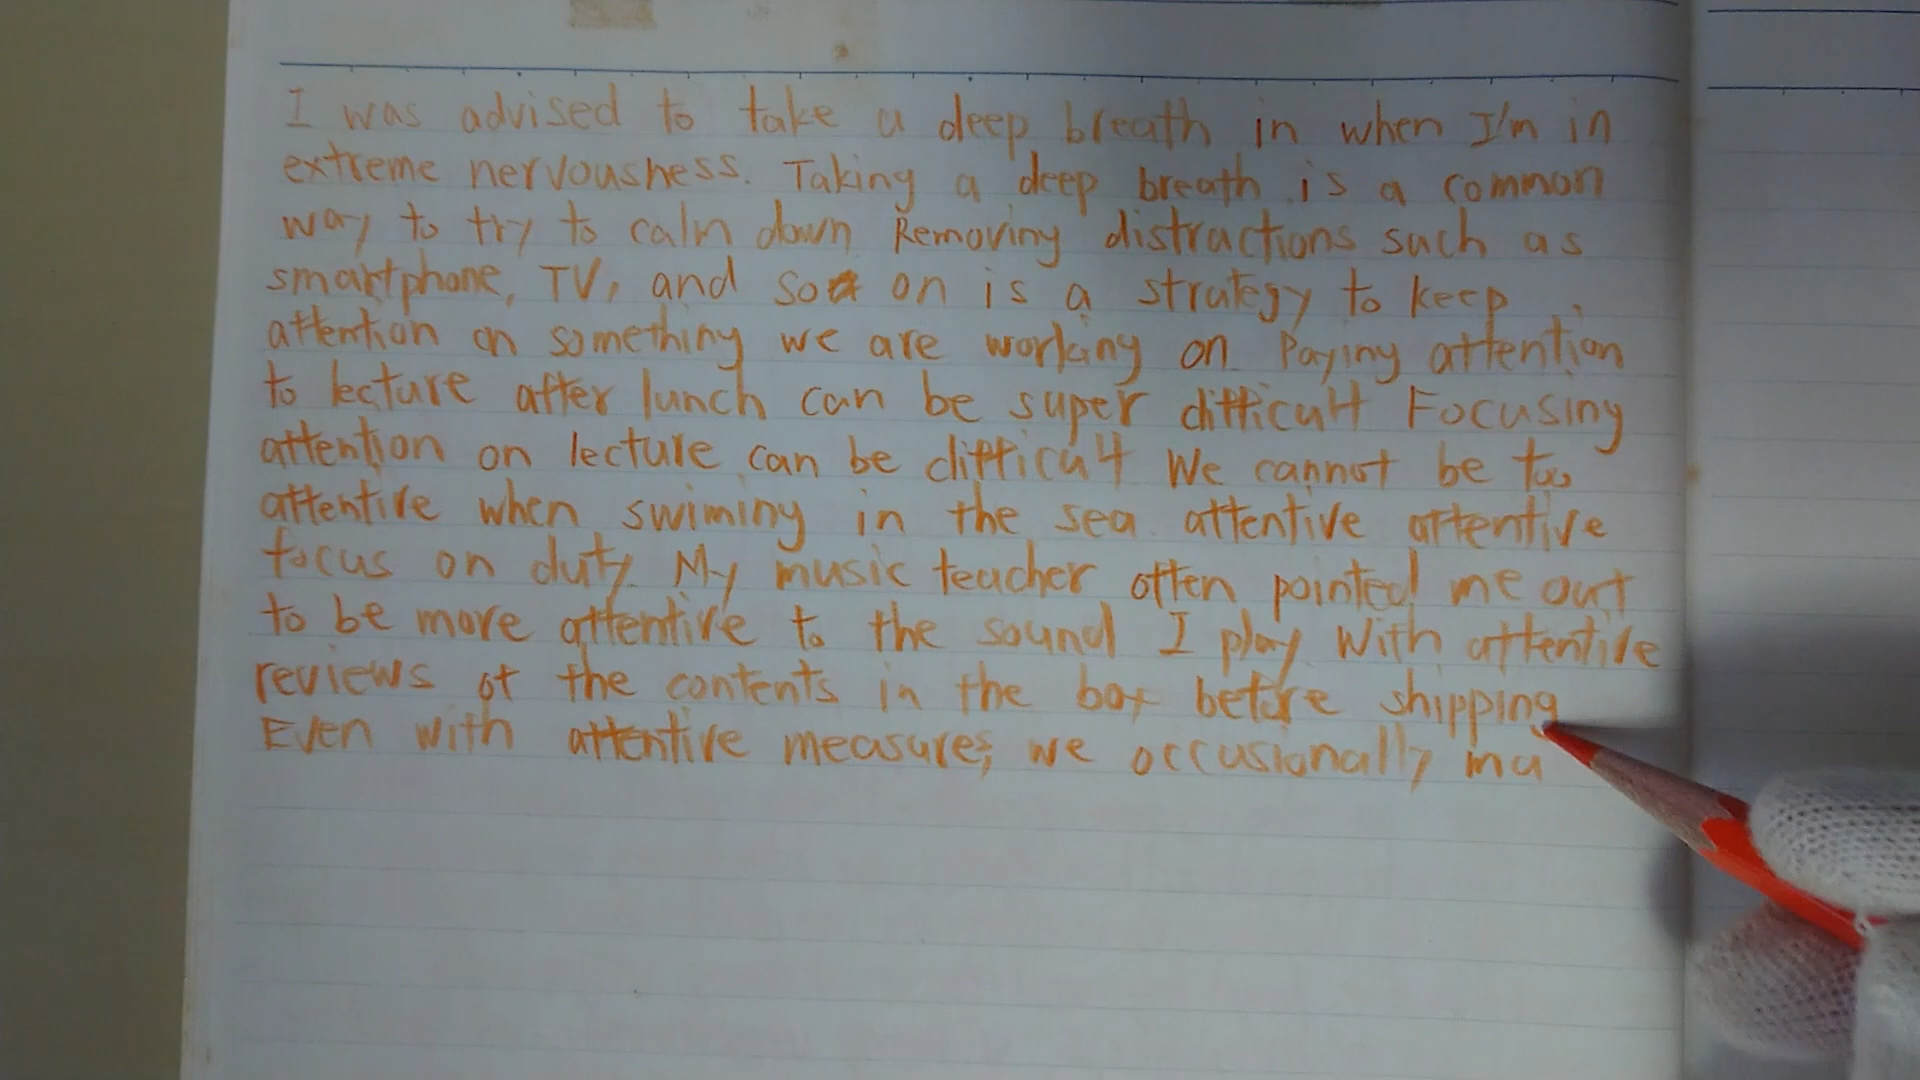 I was advised to take a deep breath in when I'm in
extreme nervousness. Taking a deep breath is a common
way to try to calm down Removing distractions such as
smartphone, TV, and so on is a strategy to keep
attention on something we are working on Paying attention
to lecture after lunch can be super difficult Focusing
attention on lecture can be difficult We cannot be too
attentive when swiming in the sea. attentive attentive
focus on duty. My music teacher often pointed me out
to be more attentive to the sound I play. With attentive
reviews of the contents in the box before shipping
Even with attentive measures, we occasionally ma